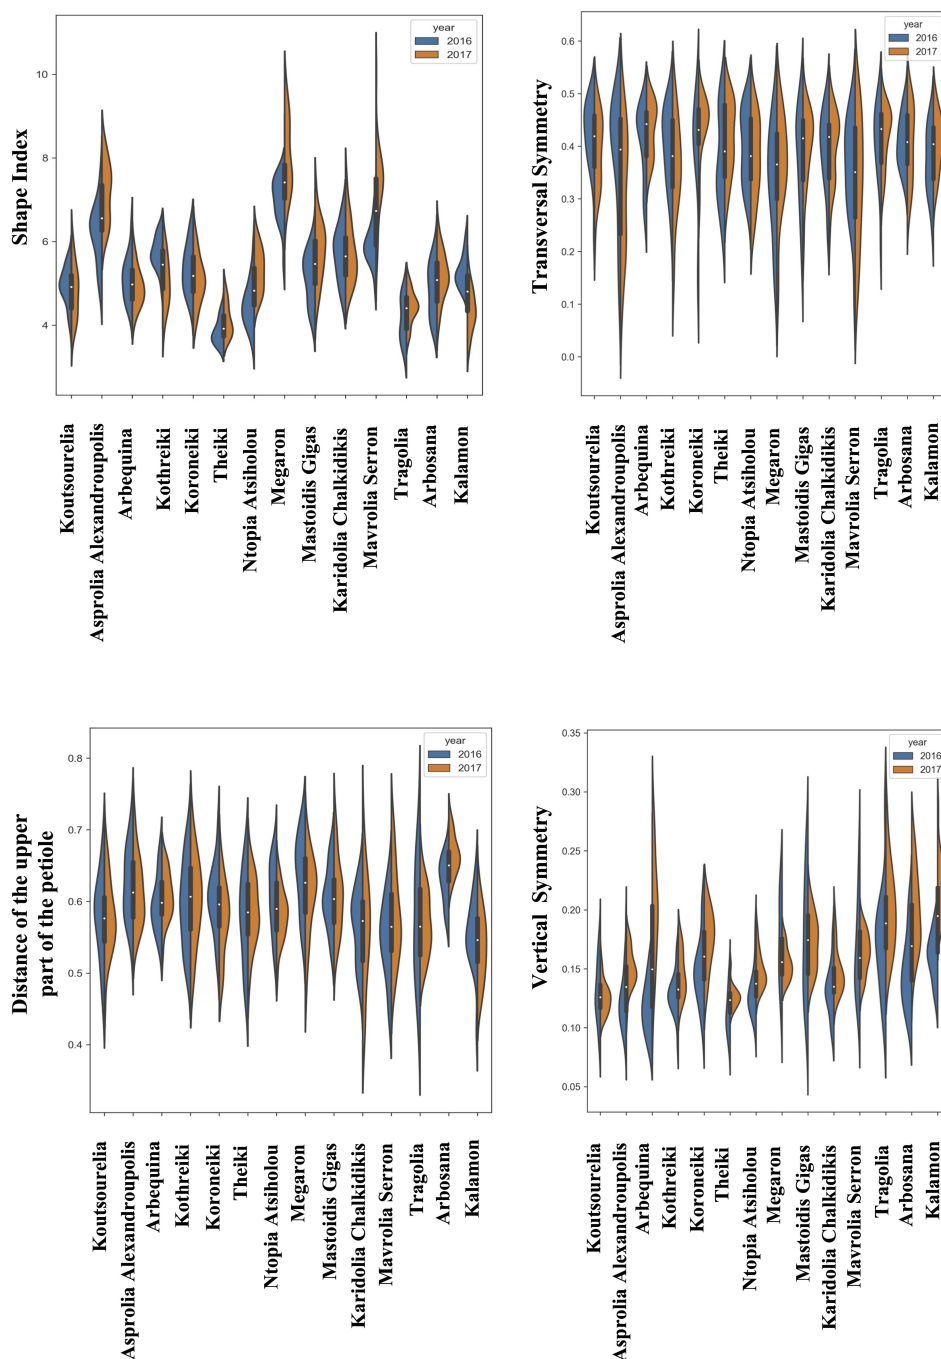 Shape Index
10
8
6
4
year
2016
2017
Koutsourelia
Asprolia Alexandroupolis
Arbequina
Kothreiki
Koroneiki
Theiki
Ntopia Atsiholou
Megaron
Mastoidis Gigas
Karidolia Chalkidikis
Mavrolia Serron
Tragolia
Arbosana
Kalamon
Transversal Symmetry
0.6
0.5
0.4
0.3
0.2
0.1
0.0
year
2016
2017
Koutsourelia
Asprolia Alexandroupolis
Arbequina
Kothreiki
Koroneiki
Theiki
Ntopia Atsiholou
Megaron
Mastoidis Gigas
Karidolia Chalkidikis
Mavrolia Serron
Tragolia
Arbosana
Kalamon
Distance of the upper
part of the petiole
0.8
0.7
0.6
0.5
0.4
year
2016
2017
Koutsourelia
Asprolia Alexandroupolis
Arbequina
Kothreiki
Koroneiki
Theiki
Ntopia Atsiholou
Megaron
Mastoidis Gigas
Karidolia Chalkidikis
Mavrolia Serron
Tragolia
Arbosana
Kalamon
Vertical Symmetry
0.35
0.30
0.25
0.20
0.15
0.10
0.05
year
2016
2017
Koutsourelia
Asprolia Alexandroupolis
Arbequina
Kothreiki
Koroneiki
Theiki
Ntopia Atsiholou
Megaron
Mastoidis Gigas
Karidolia Chalkidikis
Mavrolia Serron
Tragolia
Arbosana
Kalamon